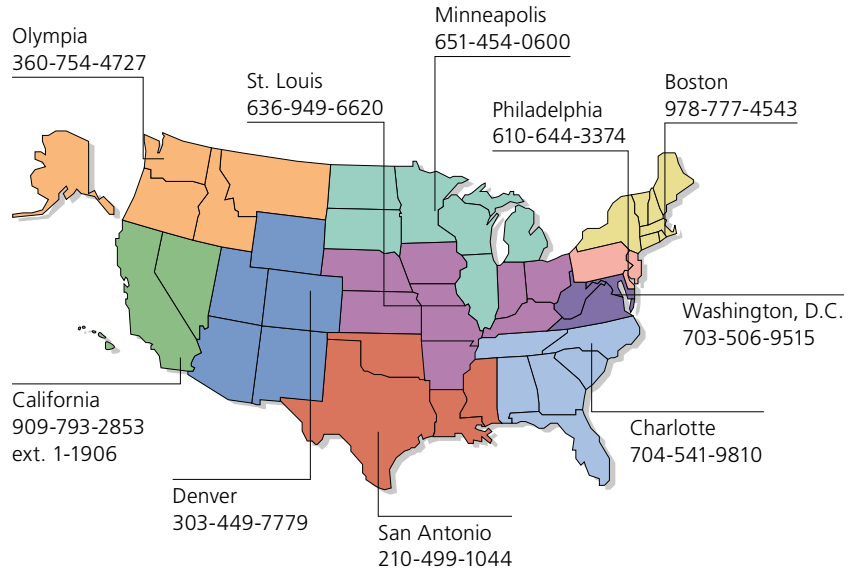 Minneapolis
651-454-0600
Olympia
360-754-4727
St. Louis
636-949-6620
Boston
978-777-4543
Philadelphia
610-644-3374
Washington, D.C.
703-506-9515
California
909-793-2853
ext. 1-1906
Charlotte
704-541-9810
Denver
303-449-7779
San Antonio
210-499-1044